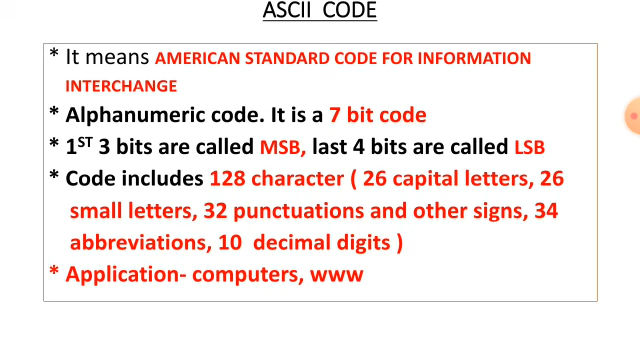 ASCII CODE
* It means AMERICAN STANDARD CODE FOR INFORMATION
INTERCHANGE
* Alphanumeric code. It is a 7 bit code
* 1ST 3 bits are called MSB, last 4 bits are called LSB
* Code includes 128 character ( 26 capital letters, 26
small letters, 32 punctuations and other signs, 34
abbreviations, 10 decimal digits )
* Application- computers, www